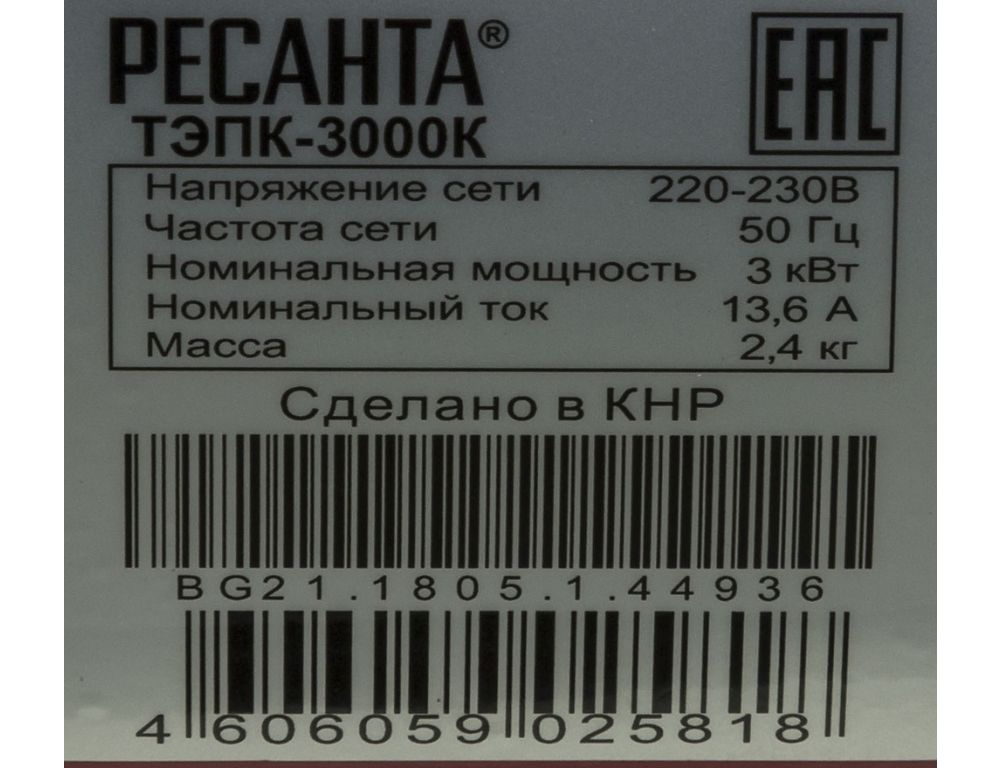 РЕСАНТА®
EAC
ТЭПК-3000К
Напряжение сети 220-230В
Частота сети 50 Гц
Номинальная мощность 3 кВт
Номинальный ток 13,6 А
Масса 2,4 кг
Сделано в КНР
BG21.1805.1.44936
4 606059 025818